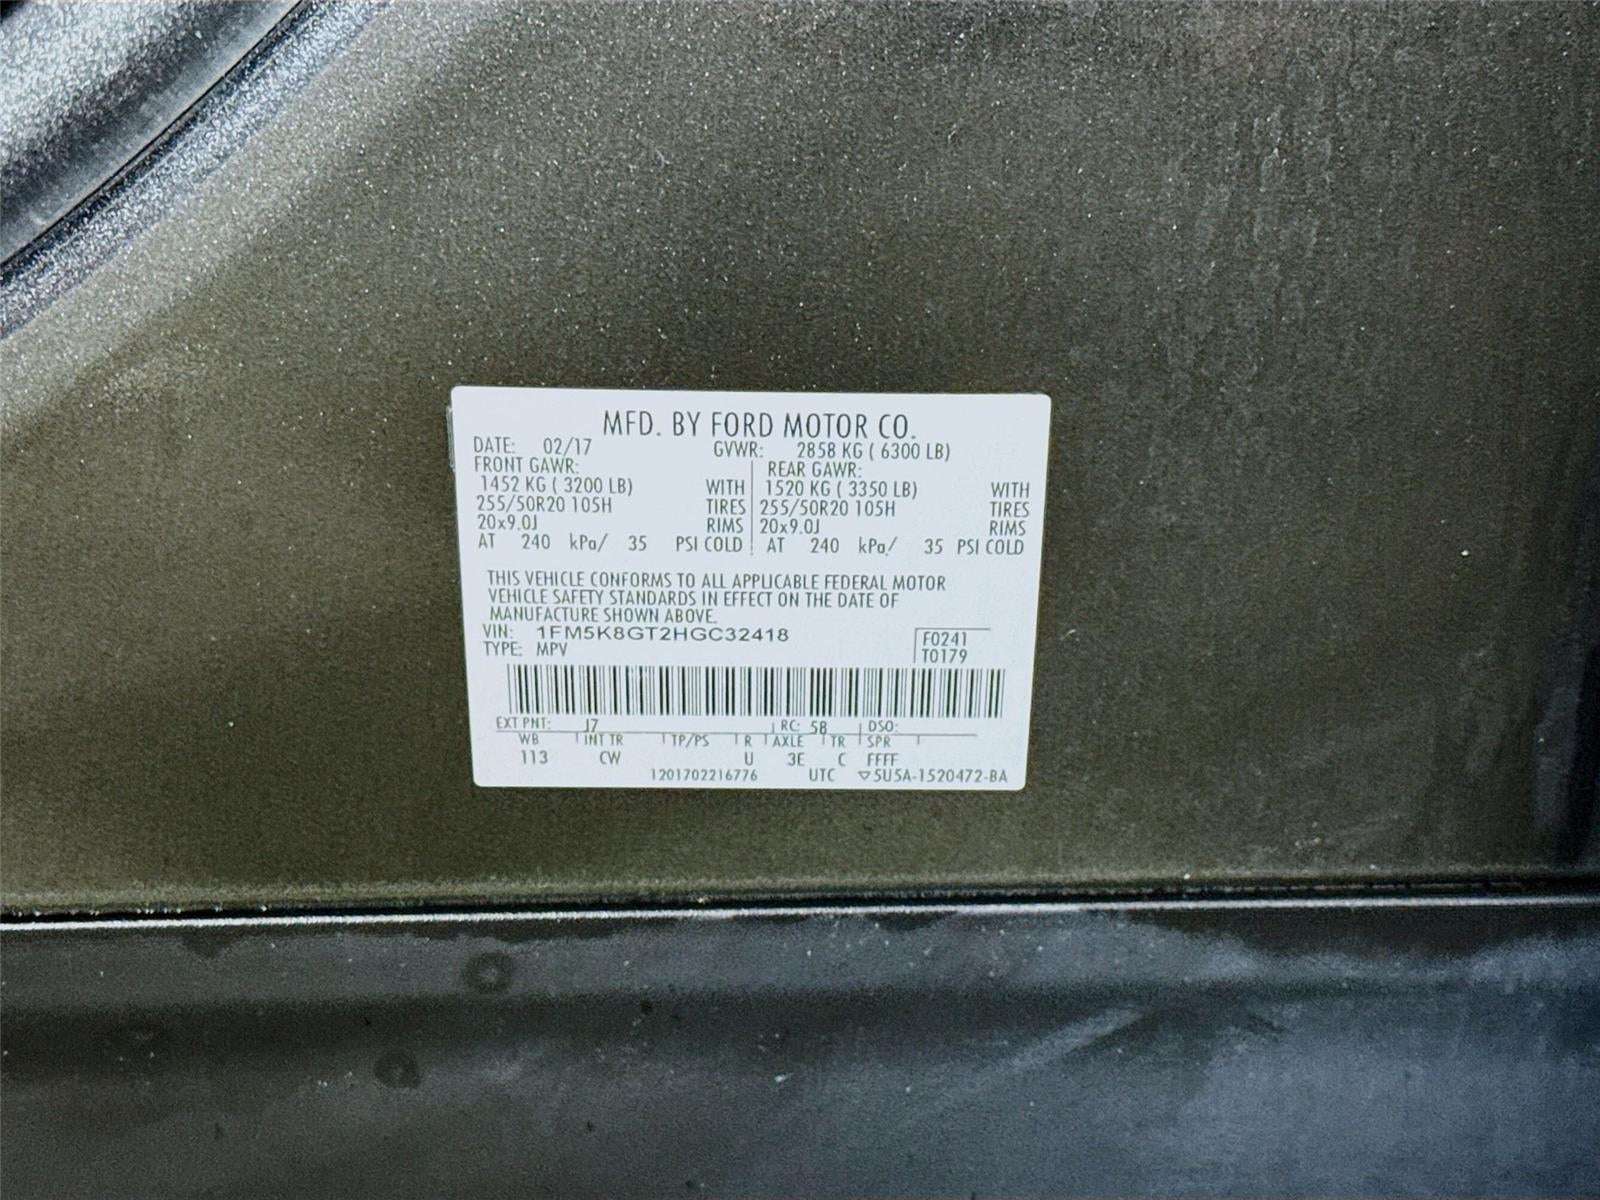 MFD. BY FORD MOTOR CO.
DATE: 02/17 GVWR: 2858 KG ( 6300 LB)
FRONT GAWR: REAR GAWR:
1452 KG ( 3200 LB) WITH 1520 KG ( 3350 LB) WITH
255/50R20 105H TIRES 255/50R20 105H TIRES
20x9.0J RIMS 20x9.0J RIMS
AT 240 kPa/ 35 PSI COLD AT 240 kPa/ 35 PSI COLD
THIS VEHICLE CONFORMS TO ALL APPLICABLE FEDERAL MOTOR
VEHICLE SAFETY STANDARDS IN EFFECT ON THE DATE OF
MANUFACTURE SHOWN ABOVE.
VIN: 1FM5K8GT2HGC32418 F0241
TYPE: MPV T0179
EXT PNT: J7 RC: 58 DSO:
WB INT TR TP/PS R AXLE TR SPR
113 CW U 3E C FFFF
1201702216776 UTC ▽5U5A-1520472-BA